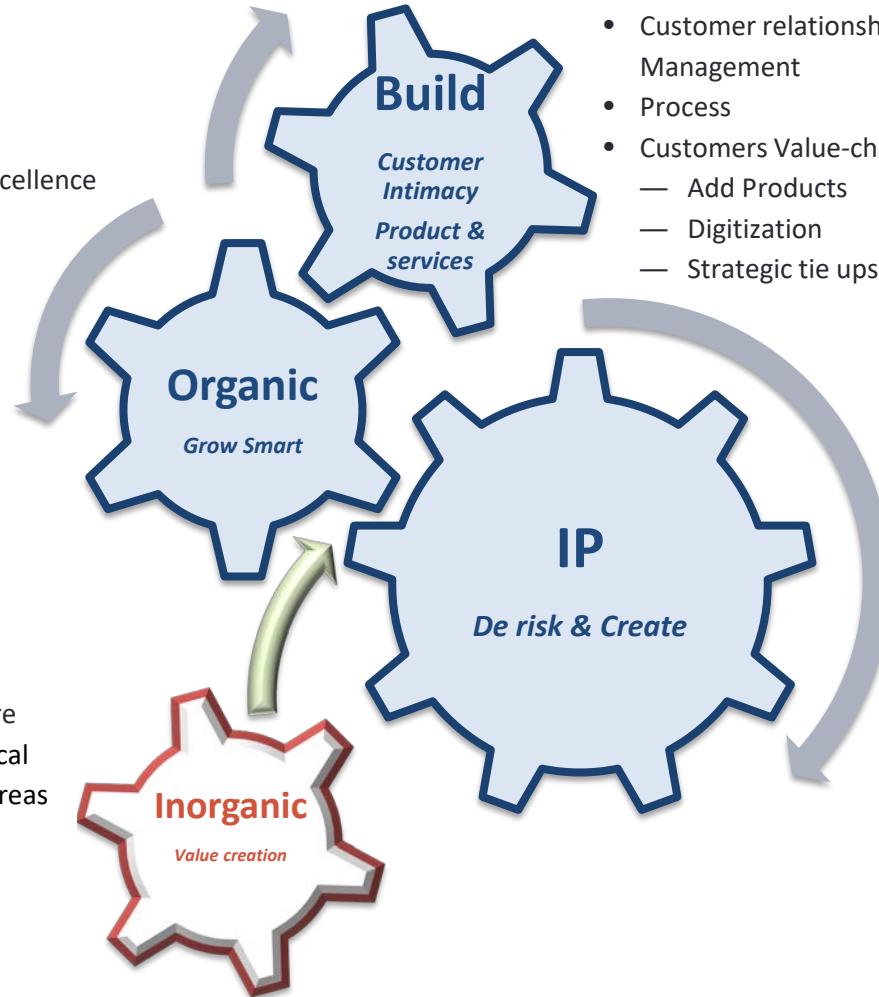 Build
Customer
Intimacy
Product &
services
• Customer relationsh
Management
• Process
• Customers Value-ch
— Add Products
— Digitization
— Strategic tie ups
cellence
Organic
Grow Smart
IP
De risk & Create
re
cal
reas
Inorganic
Value creation